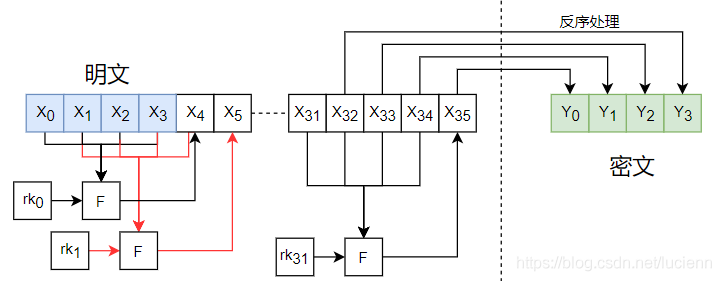 反序处理
明文
X0 X1 X2 X3 X4 X5 X31 X32 X33 X34 X35 Y0 Y1 Y2 Y3
密文
rk0 F
rk1 F
rk31 F
https://blog.csdn.net/lucienn